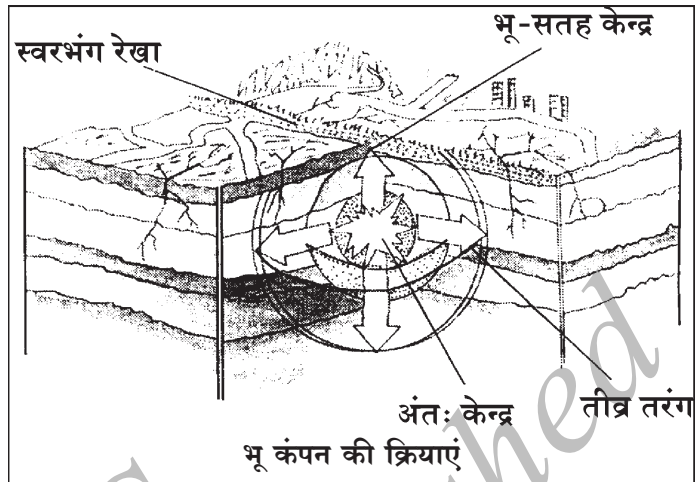 भू-सतह केन्द्र
स्वरभंग रेखा
अंतः केन्द्र
तीव्र तरंग
भू कंपन की क्रियाएं